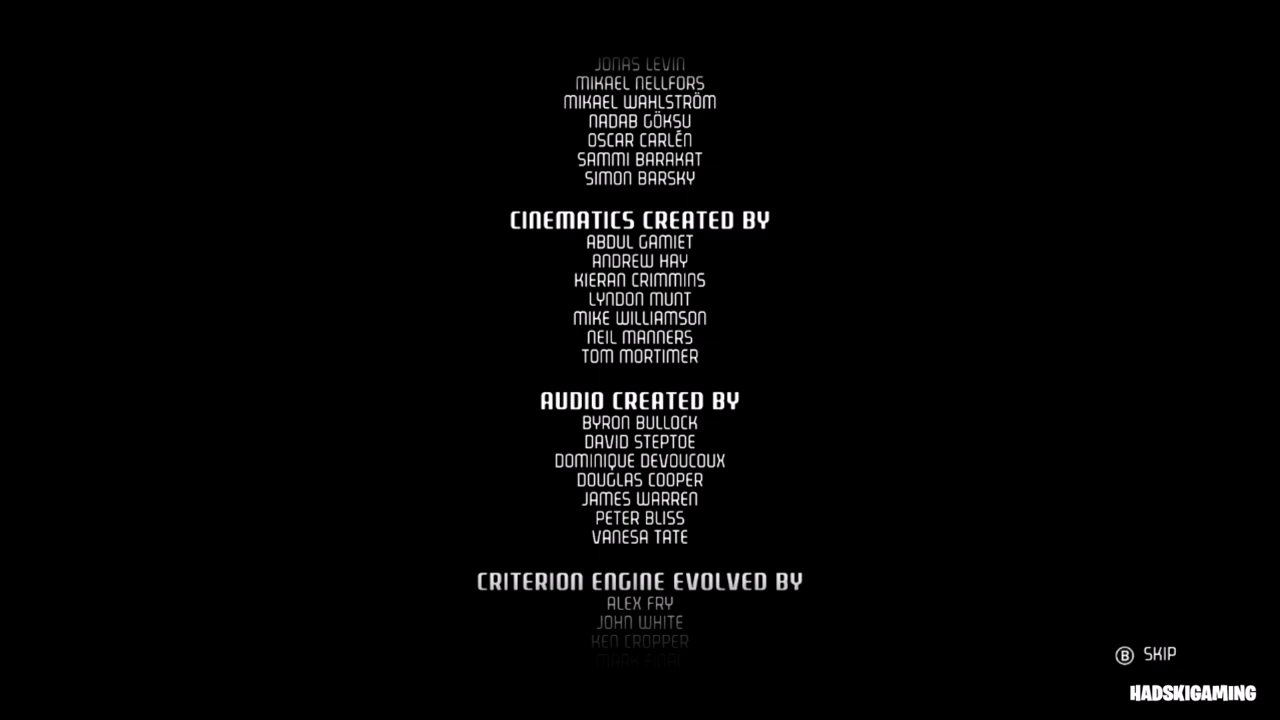 JONAS LEVIN
MIKAEL NELLFORS
MIKAEL WAHLSTRÖM
NADAB GÖKSU
OSCAR CARLÉN
SAMMI BARAKAT
SIMON BARSKY
CINEMATICS CREATED BY
ABDUL GAMIET
ANDREW HAY
KIERAN CRIMMINS
LYNDON MUNT
MIKE WILLIAMSON
NEIL MANNERS
TOM MORTIMER
AUDIO CREATED BY
BYRON BULLOCK
DAVID STEPTOE
DOMINIQUE DEVOUCOUX
DOUGLAS COOPER
JAMES WARREN
PETER BLISS
VANESA TATE
CRITERION ENGINE EVOLVED BY
ALEX FRY
JOHN WHITE
KEN CROPPER
MARK
B SKIP
HADSKIGAMING